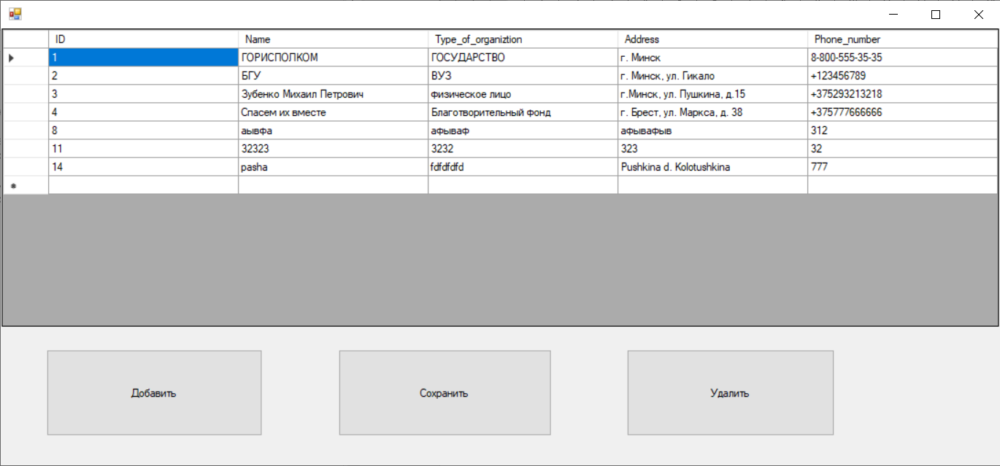 ID Name Type_of_organiztion Address Phone_number
1 ГОРИСПОЛКОМ ГОСУДАРСТВО г. Минск 8-800-555-35-35
2 БГУ ВУЗ г. Минск, ул. Гикало +123456789
3 Зубенко Михаил Петрович физическое лицо г.Минск, ул. Пушкина, д.15 +375293213218
4 Спасем их вместе Благотворительный фонд г. Брест, ул. Маркса, д. 38 +375777666666
8 аывфа афываф афывафыв 312
11 32323 3232 323 32
14 pasha fdfdfdfd Pushkina d. Kolotushkina 777
Добавить Сохранить Удалить